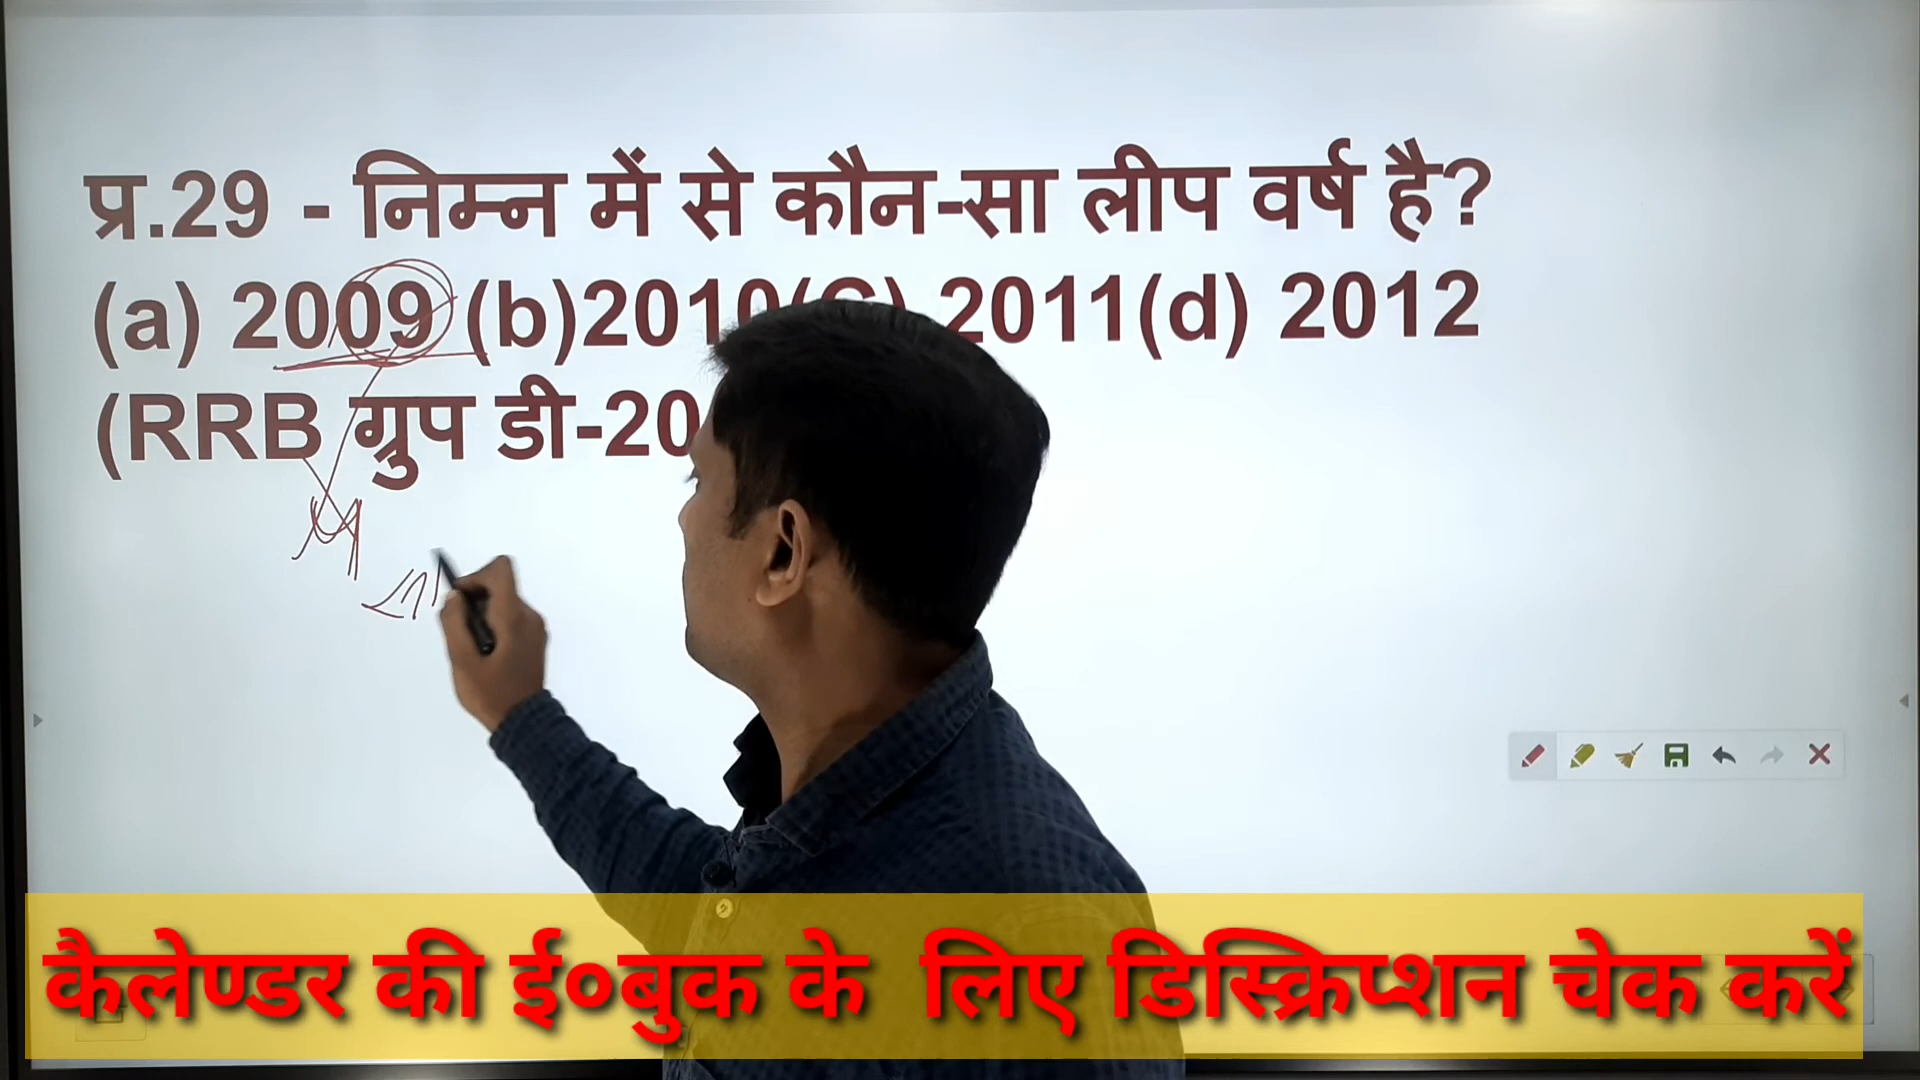 प्र.29 - निम्न में से कौन-सा लीप वर्ष है?
(a) 2009 (b)2010(C) 2011(d) 2012
(RRB ग्रुप डी-20
कैलेण्डर की ई०बुक के लिए डिस्क्रिप्शन चेक करें